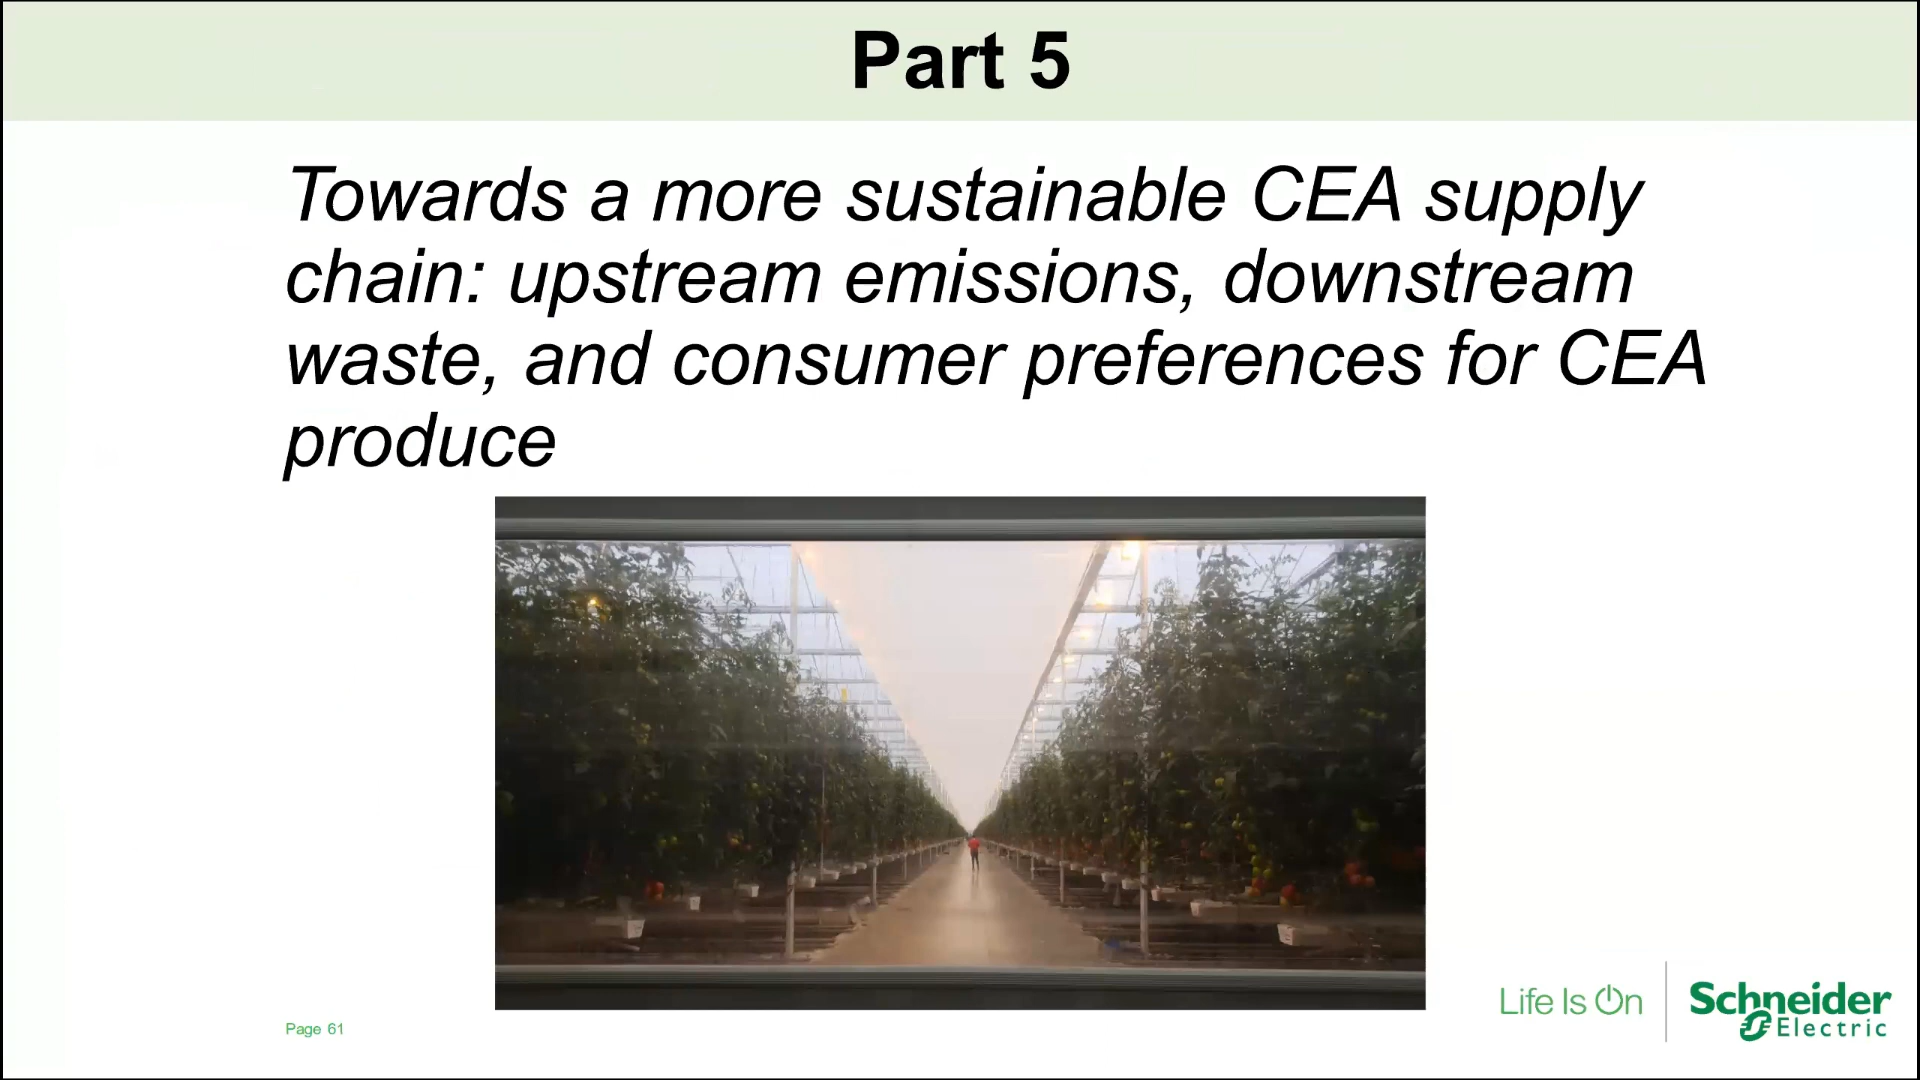 Part 5
Towards a more sustainable CEA supply
chain: upstream emissions, downstream
waste, and consumer preferences for CEA
produce
Page 61
Life Is On
Schneider
Electric